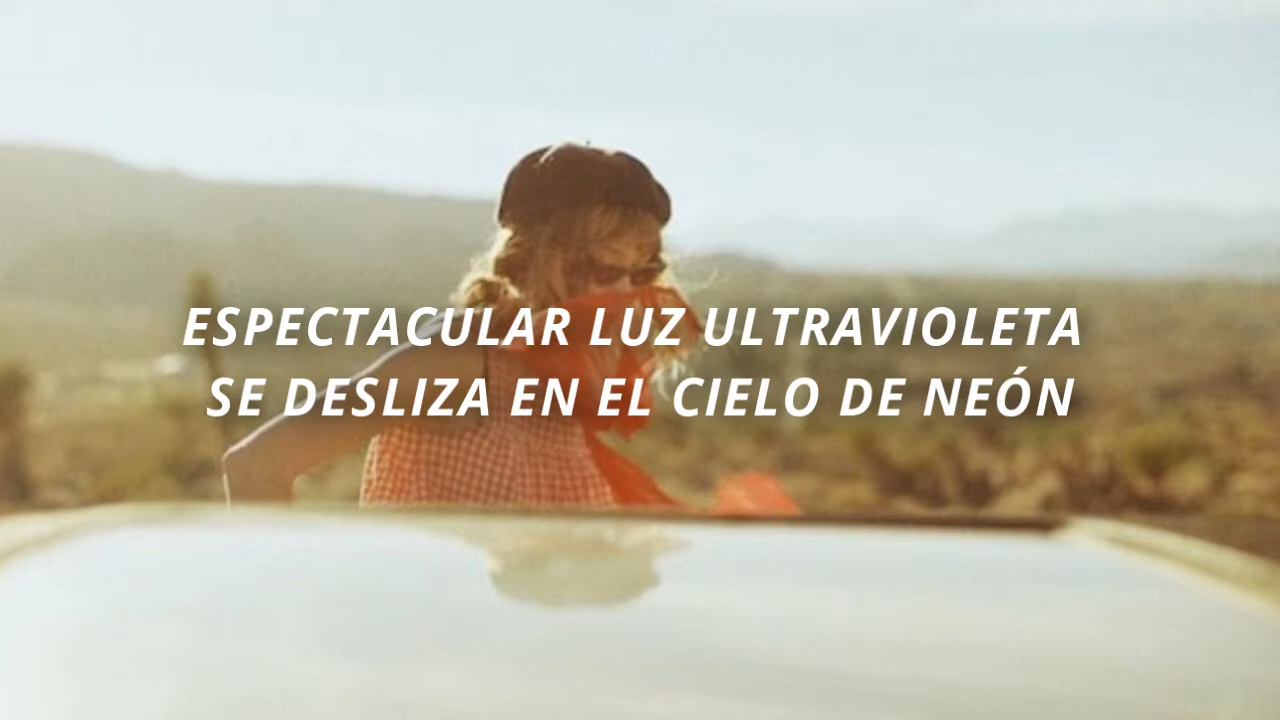 ESPECTACULAR LUZ ULTRAVIOLETA
SE DESLIZA EN EL CIELO DE NEÓN